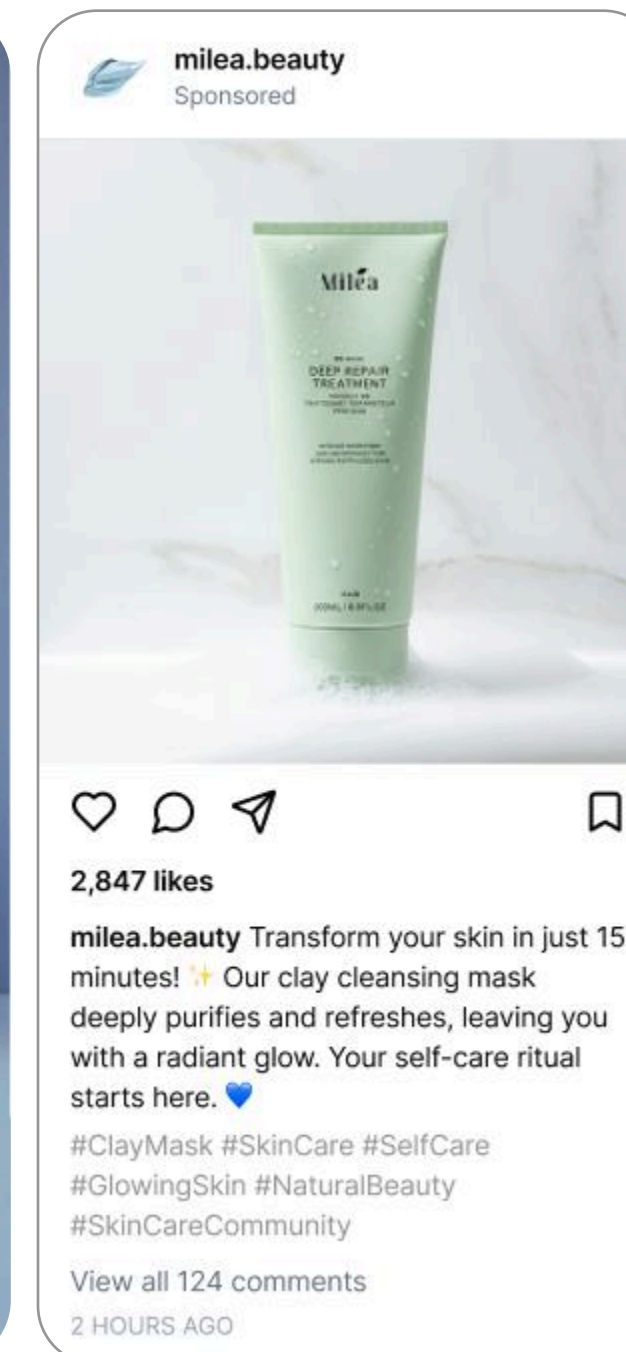 milea.beauty
Sponsored
Miléa
DEEP REPAIR
TREATMENT
HAIR
2,847 likes
milea.beauty Transform your skin in just 15
minutes! ✨ Our clay cleansing mask
deeply purifies and refreshes, leaving you
with a radiant glow. Your self-care ritual
starts here. 💙
#ClayMask #SkinCare #SelfCare
#GlowingSkin #NaturalBeauty
#SkinCareCommunity
View all 124 comments
2 HOURS AGO